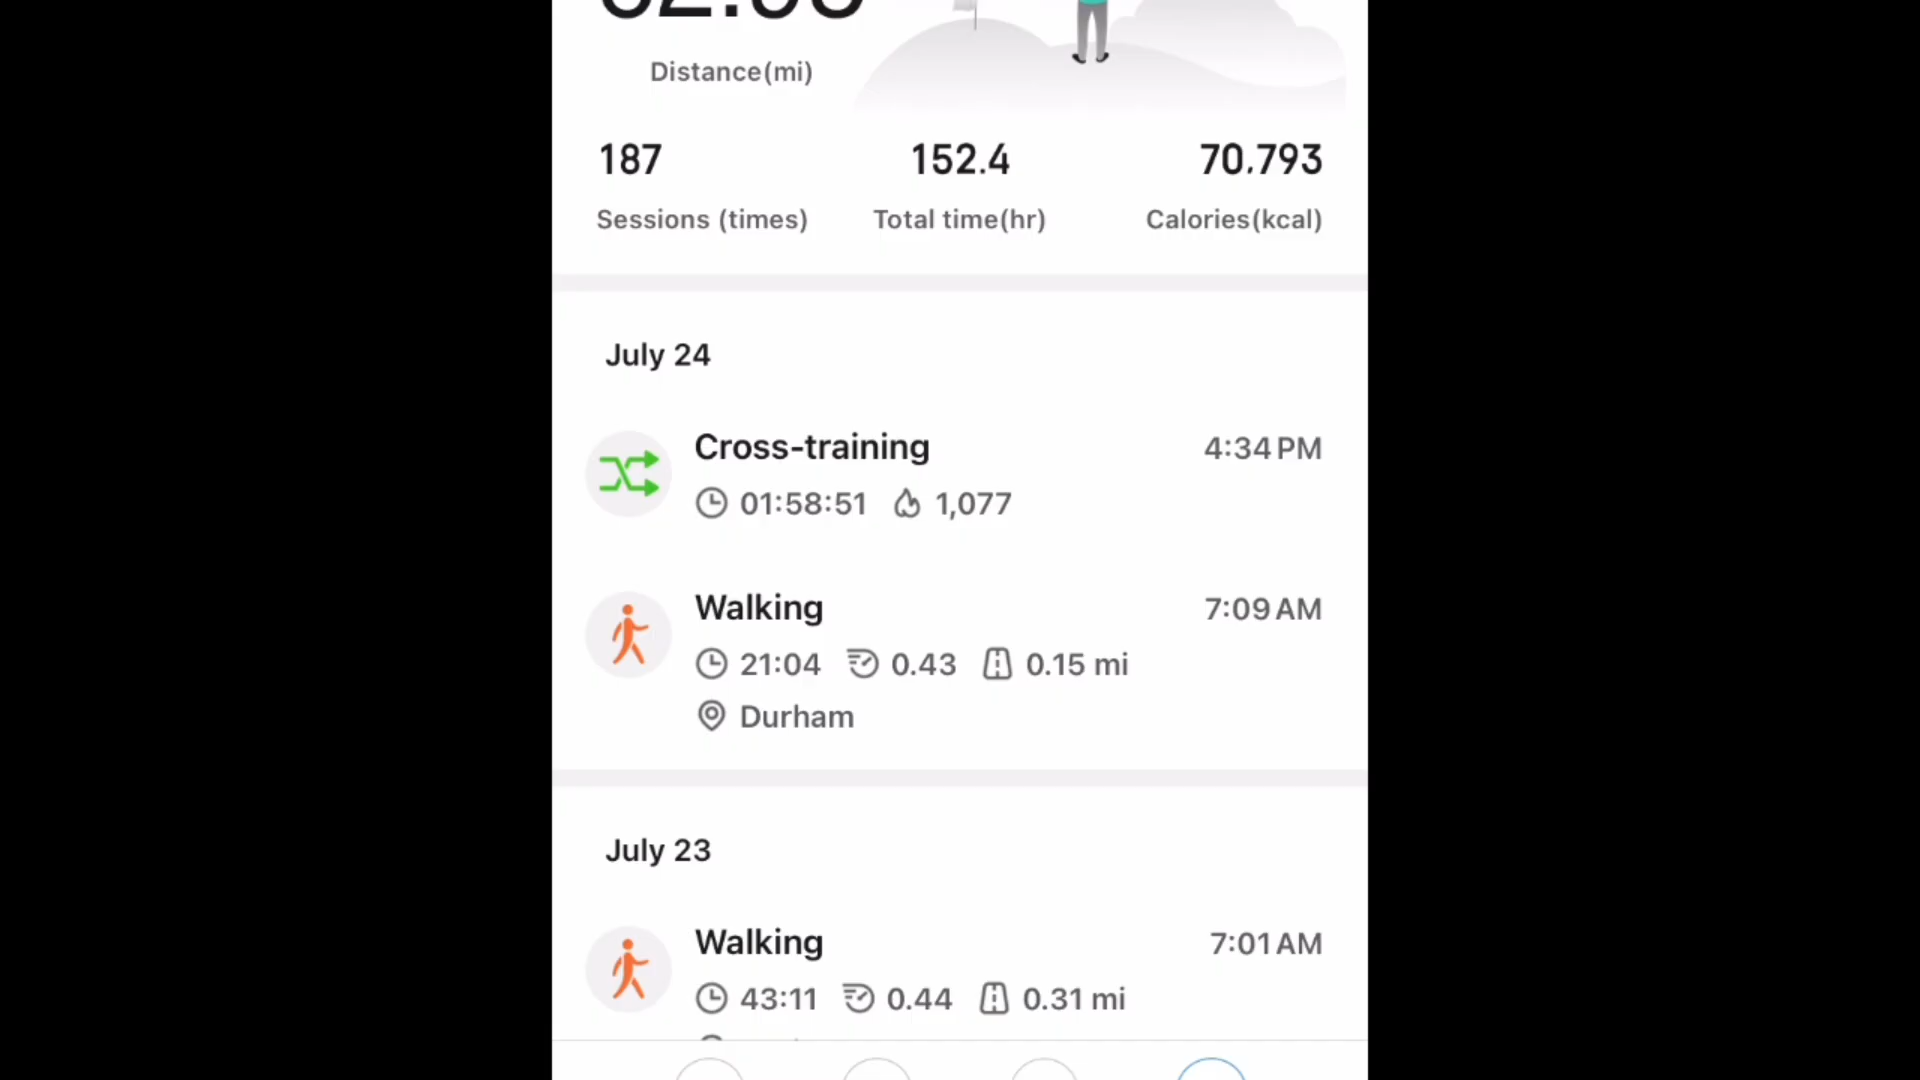 Distance(mi)
187 152.4 70,793
Sessions (times) Total time(hr) Calories(kcal)
July 24
Cross-training 4:34 PM
01:58:51 1,077
Walking 7:09 AM
21:04 0.43 0.15 mi
Durham
July 23
Walking 7:01 AM
43:11 0.44 0.31 mi